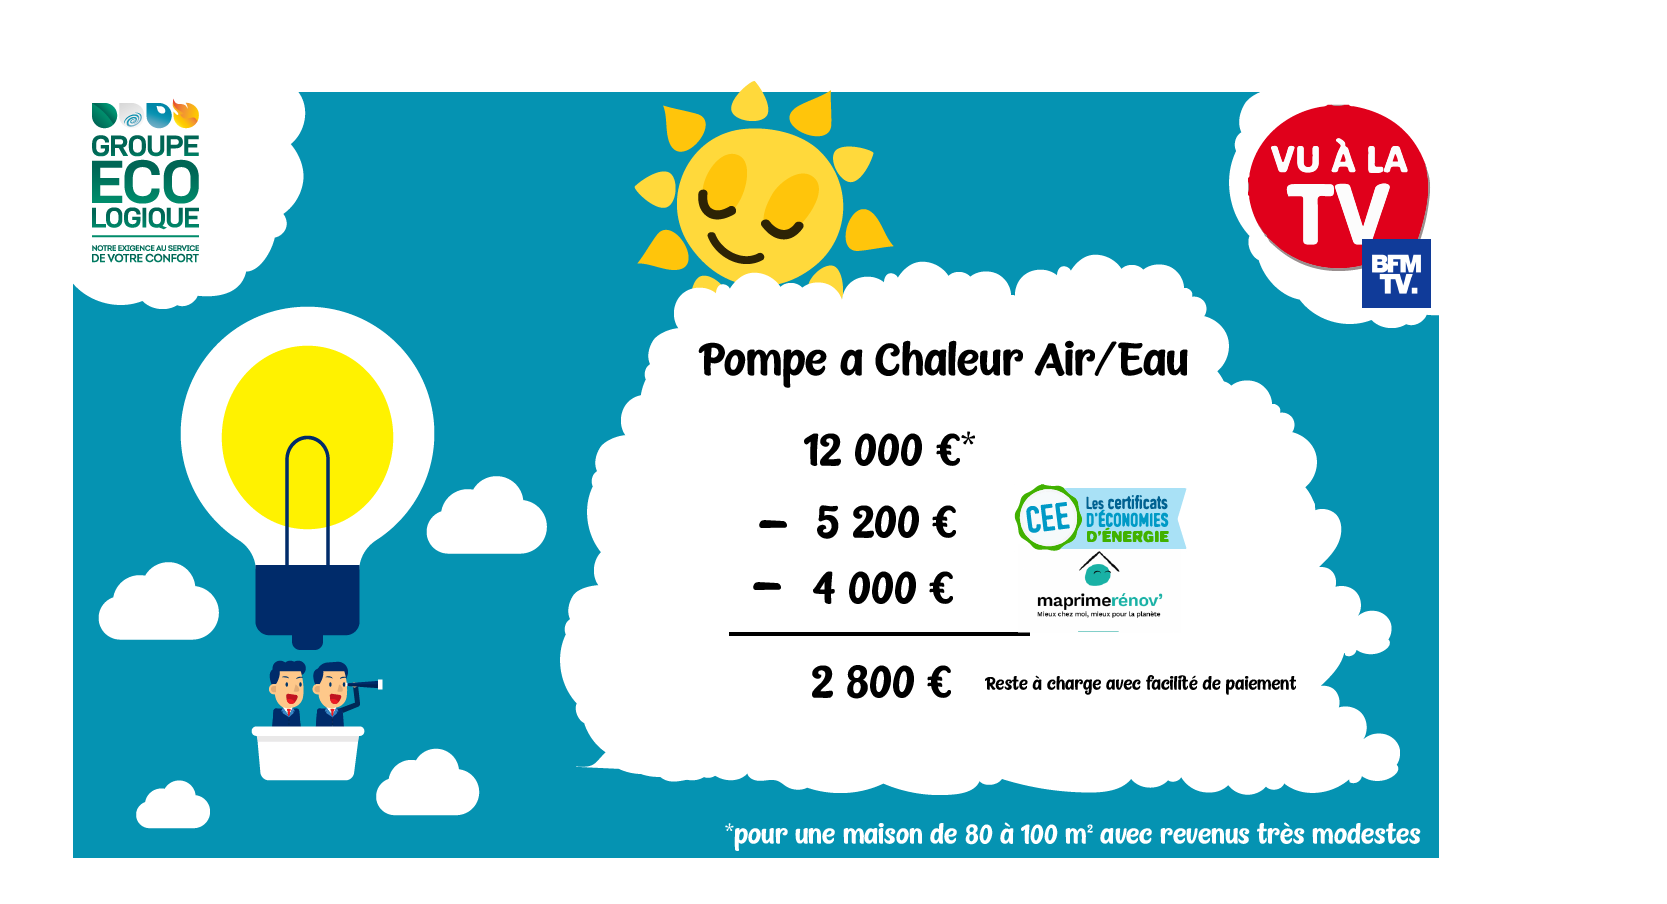 GROUPE
ECO
LOGIQUE
NOTRE EXIGENCE AU SERVICE
DE VOTRE CONFORT
VU À LA
TV
BFM
TV.
Pompe a Chaleur Air/Eau
12 000 €*
- 5 200 €
CEE
Les certificats
D'ÉCONOMIES
D'ÉNERGIE
- 4 000 €
maprimerénov'
Mieux chez moi, mieux pour la planète
2 800 €
Reste à charge avec facilité de paiement
*pour une maison de 80 à 100 m² avec revenus très modestes